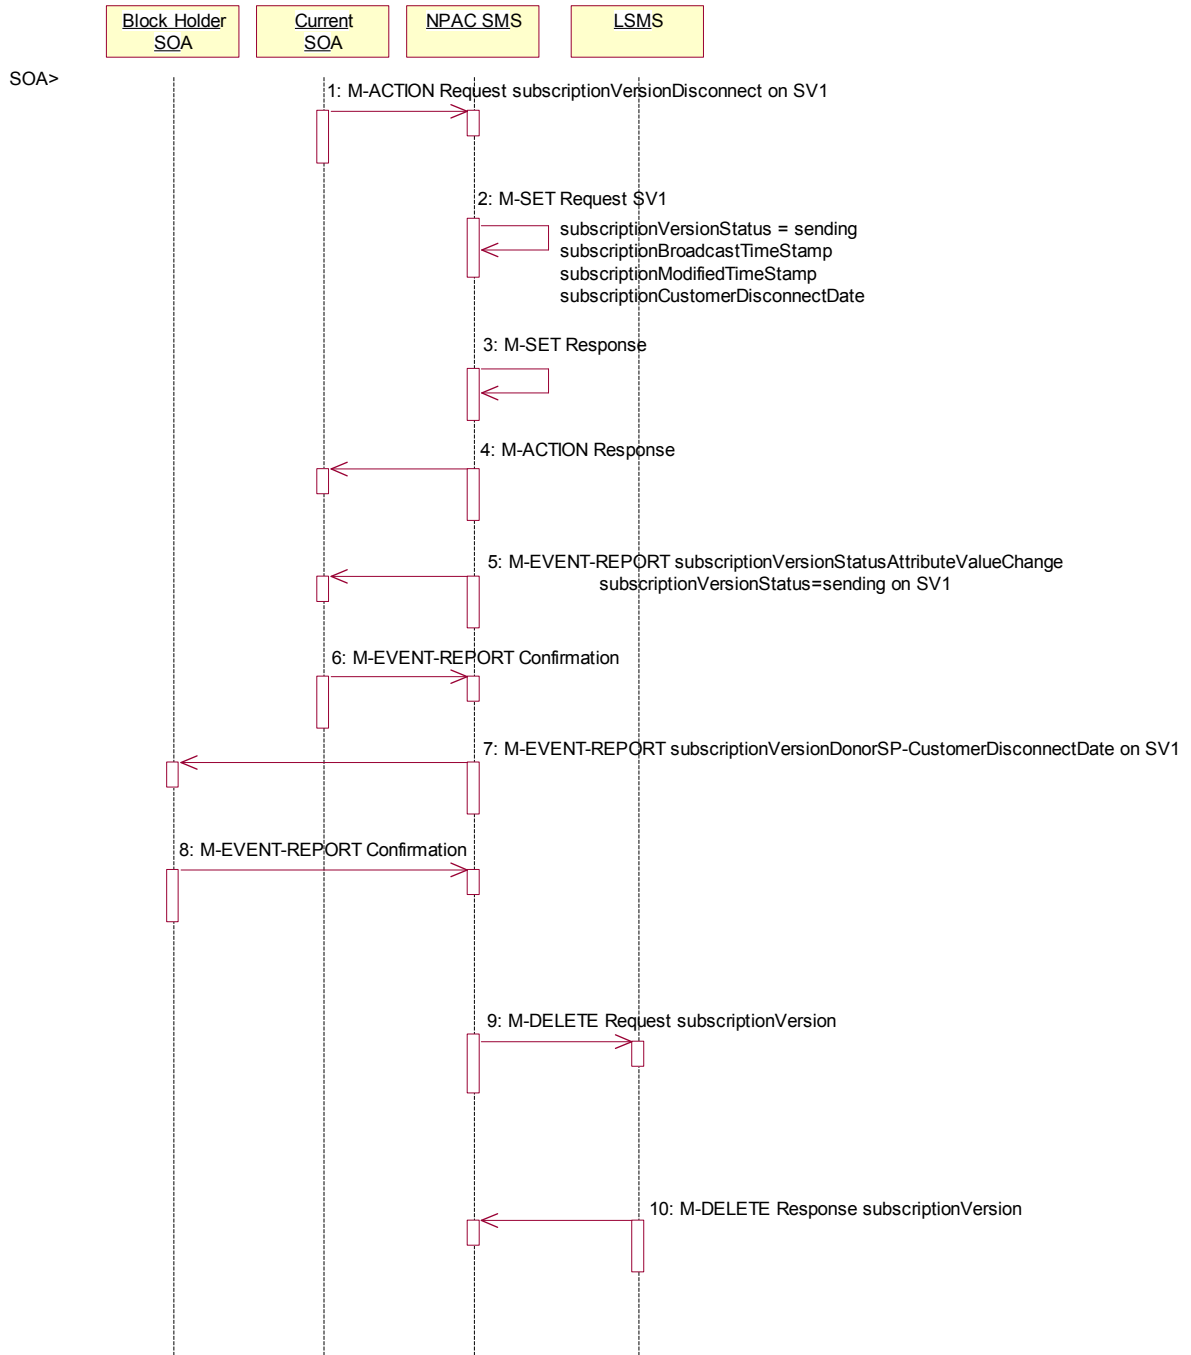 Block Holder
SOA
Current
SOA
NPAC SMS
LSMS
SOA>
1: M-ACTION Request subscriptionVersionDisconnect on SV1
2: M-SET Request SV1
subscriptionVersionStatus = sending
subscriptionBroadcastTimeStamp
subscriptionModifiedTimeStamp
subscriptionCustomerDisconnectDate
3: M-SET Response
4: M-ACTION Response
5: M-EVENT-REPORT subscriptionVersionStatusAttributeValueChange
subscriptionVersionStatus=sending on SV1
6: M-EVENT-REPORT Confirmation
7: M-EVENT-REPORT subscriptionVersionDonorSP-CustomerDisconnectDate on SV1
8: M-EVENT-REPORT Confirmation
9: M-DELETE Request subscriptionVersion
10: M-DELETE Response subscriptionVersion